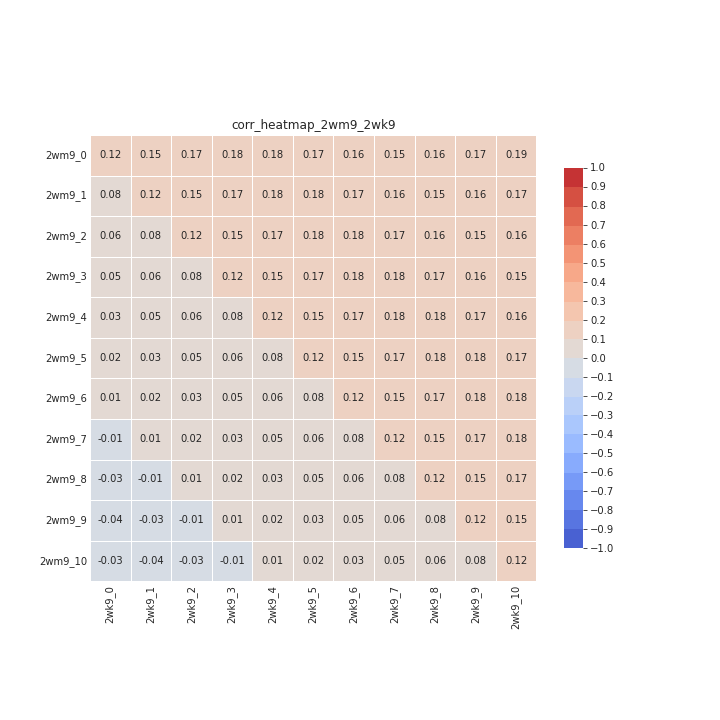 corr_heatmap_2wm9_2wk9
2wm9_0 0.12 0.15 0.17 0.18 0.18 0.17 0.16 0.15 0.16 0.17 0.19
2wm9_1 0.08 0.12 0.15 0.17 0.18 0.18 0.17 0.16 0.15 0.16 0.17
2wm9_2 0.06 0.08 0.12 0.15 0.17 0.18 0.18 0.17 0.16 0.15 0.16
2wm9_3 0.05 0.06 0.08 0.12 0.15 0.17 0.18 0.18 0.17 0.16 0.15
2wm9_4 0.03 0.05 0.06 0.08 0.12 0.15 0.17 0.18 0.18 0.17 0.16
2wm9_5 0.02 0.03 0.05 0.06 0.08 0.12 0.15 0.17 0.18 0.18 0.17
2wm9_6 0.01 0.02 0.03 0.05 0.06 0.08 0.12 0.15 0.17 0.18 0.18
2wm9_7 -0.01 0.01 0.02 0.03 0.05 0.06 0.08 0.12 0.15 0.17 0.18
2wm9_8 -0.03 -0.01 0.01 0.02 0.03 0.05 0.06 0.08 0.12 0.15 0.17
2wm9_9 -0.04 -0.03 -0.01 0.01 0.02 0.03 0.05 0.06 0.08 0.12 0.15
2wm9_10 -0.03 -0.04 -0.03 -0.01 0.01 0.02 0.03 0.05 0.06 0.08 0.12
2wk9_0 2wk9_1 2wk9_2 2wk9_3 2wk9_4 2wk9_5 2wk9_6 2wk9_7 2wk9_8 2wk9_9 2wk9_10
1.0
0.9
0.8
0.7
0.6
0.5
0.4
0.3
0.2
0.1
0.0
−0.1
−0.2
−0.3
−0.4
−0.5
−0.6
−0.7
−0.8
−0.9
−1.0